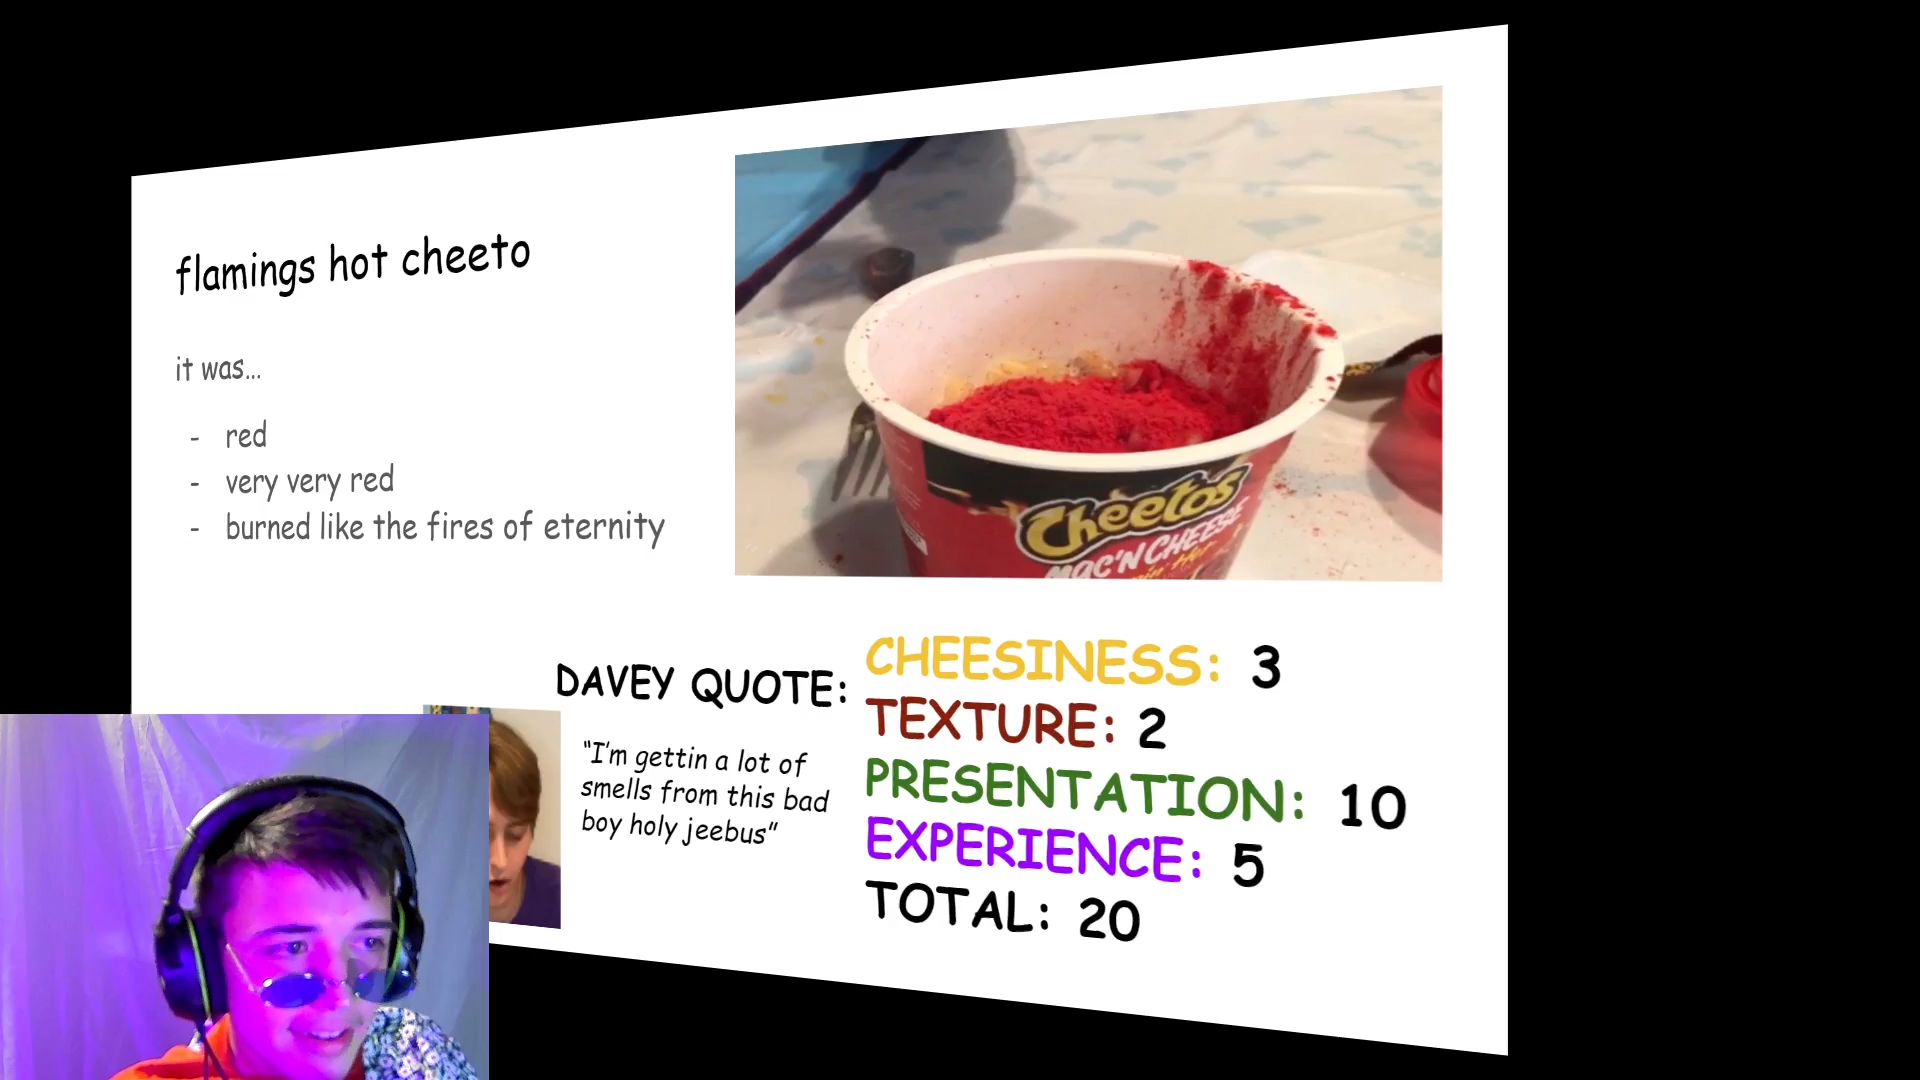 flamings hot cheeto
it was...
- red
- very very red
- burned like the fires of eternity
Cheetos
MAC'N CHEESE
DAVEY QUOTE:
"I'm gettin a lot of
smells from this bad
boy holy jeebus"
CHEESINESS: 3
TEXTURE: 2
PRESENTATION: 10
EXPERIENCE: 5
TOTAL: 20